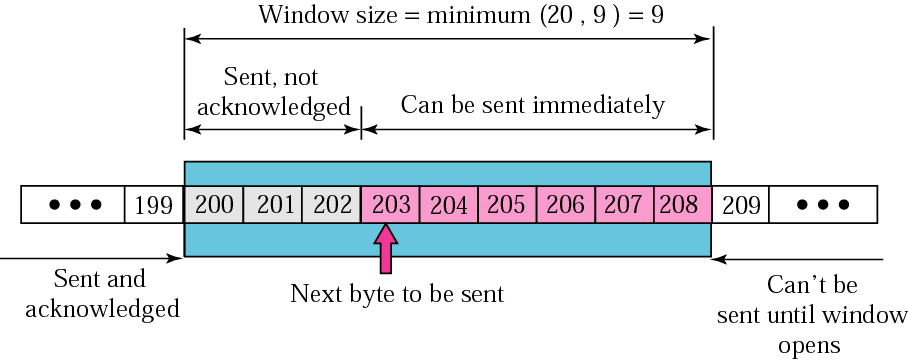 Window size = minimum (20 , 9 ) = 9
Sent, not
acknowledged
Can be sent immediately
••• 199 200 201 202 203 204 205 206 207 208 209 •••
Sent and
acknowledged
Next byte to be sent
Can't be
sent until window
opens